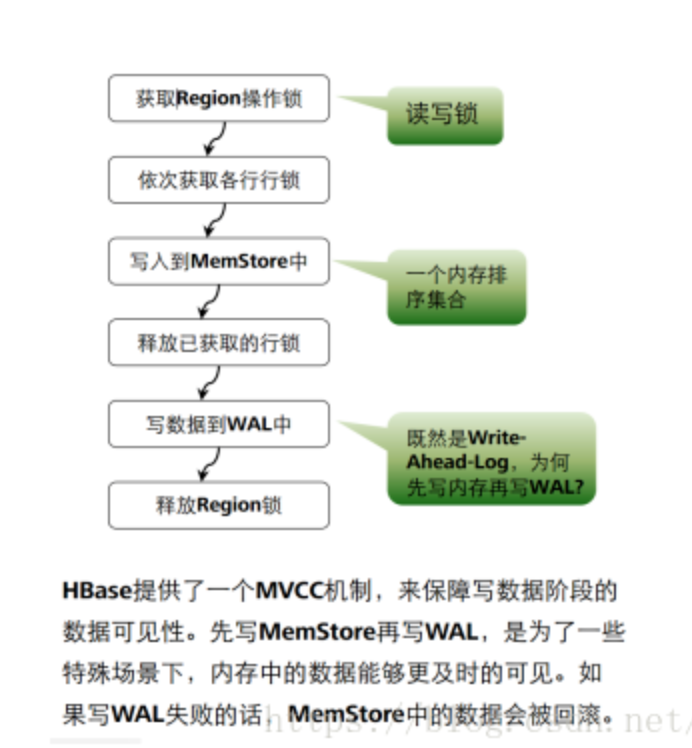 获取Region操作锁
读写锁
依次获取各行行锁
写人到MemStore中
一个内存排
序集合
释放已获取的行锁
写数据到WAL中
既然是Write-
Ahead-Log，为何
先写内存再写WAL?
释放Region锁
HBase提供了一个MVCC机制，来保障写数据阶段的
数据可见性。先写MemStore再写WAL，是为了一些
特殊场景下，内存中的数据能够更及时的可见。如
果写WAL失败的话，MemStore中的数据会被回滚。
https://blog.csdn.net/